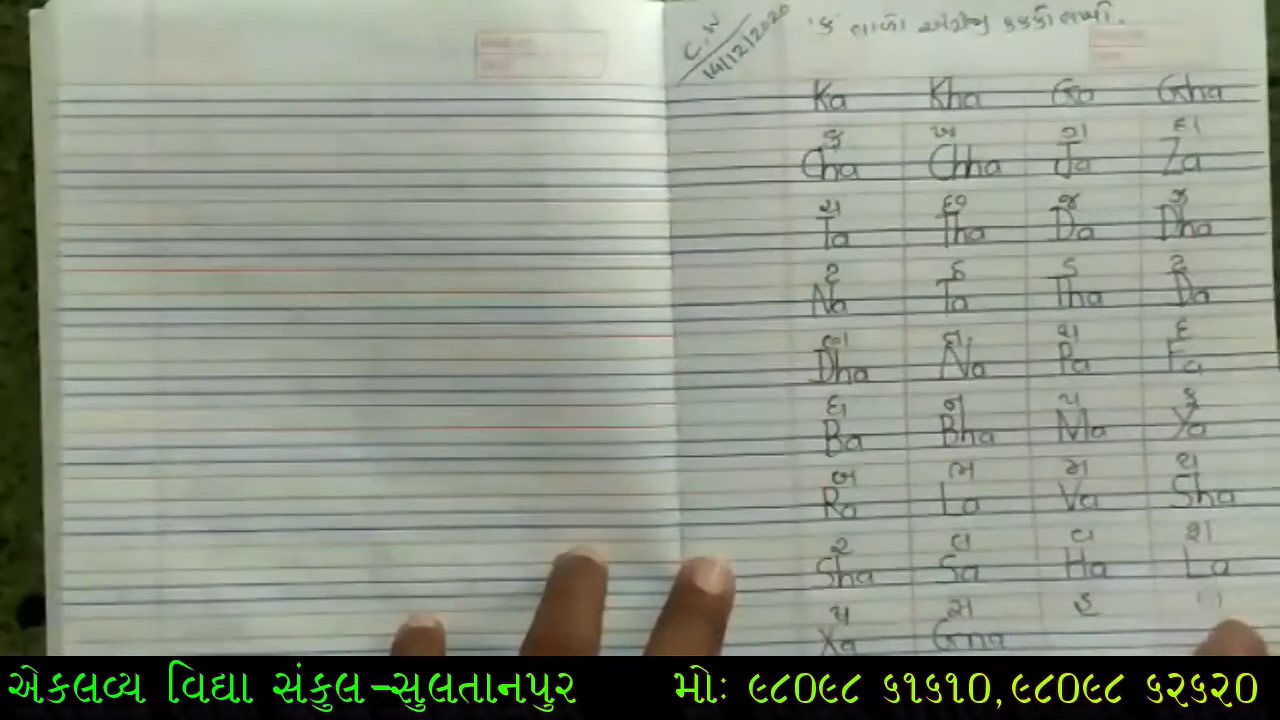 C.W
14/12/2020
'ક' વાળો અંગ્રેજી કક્કો લખો.
Ka Kha Ga Gha
ક ખ ગ ઘ
Cha Chha Ja Za
ચ છ જ ઝ
Ta Tha Da Dha
ટ ઠ ડ ઢ
Na Ta Tha Da
ણ ત થ દ
Dha Na Pa Fa
ધ ન પ ફ
Ba Bha Ma Ya
બ ભ મ ય
Ra La Va Sha
ર લ વ શ
Sha Sa Ha La
ષ સ હ
Xa Gna
એકલવ્ય વિદ્યા સંકુલ-સુલતાનપુર મોઃ ૯૮૦૯૮ ૬૧૬૧૦,૯૮૦૯૮ ૬૨૬૨૦